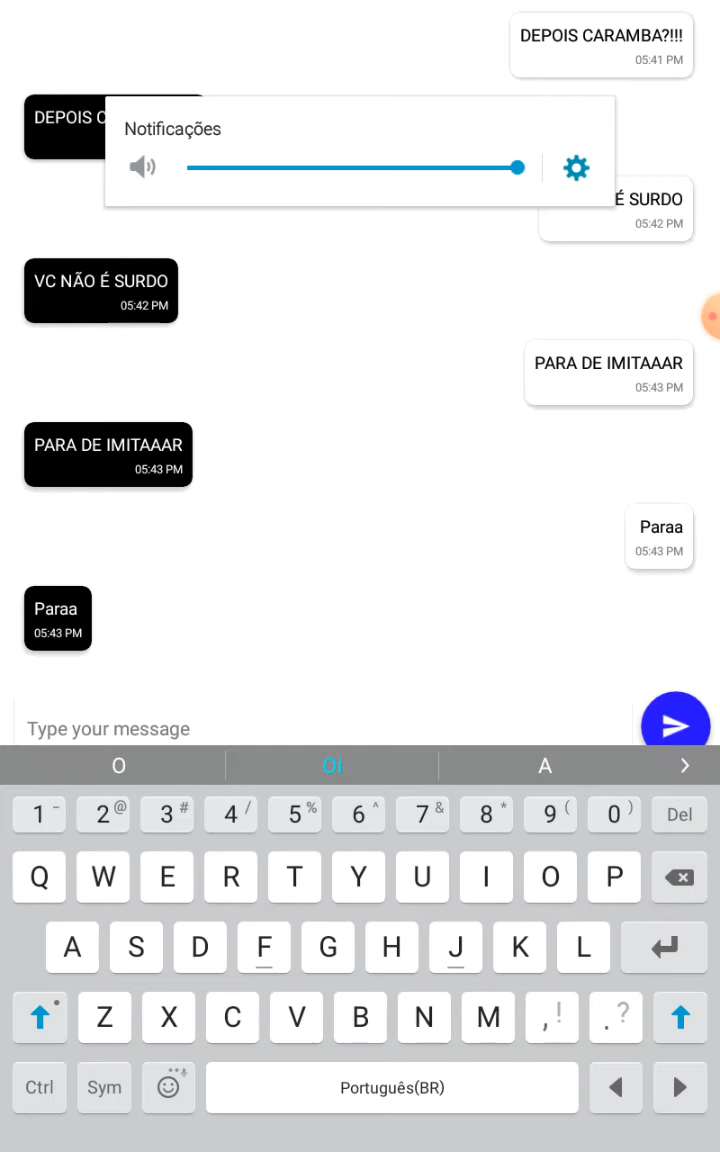 DEPOIS CARAMBA?!!!
05:41 PM
DEPOIS
Notificações
É SURDO
05:42 PM
VC NÃO É SURDO
05:42 PM
PARA DE IMITAAAR
05:43 PM
PARA DE IMITAAAR
05:43 PM
Paraa
05:43 PM
Paraa
05:43 PM
Type your message
O Oi A >
1 - 2 @ 3 # 4 / 5 % 6 ^ 7 & 8 * 9 ( 0 ) Del
Q W E R T Y U I O P
A S D F G H J K L
Z X C V B N M , ! . ?
Ctrl Sym Português(BR)